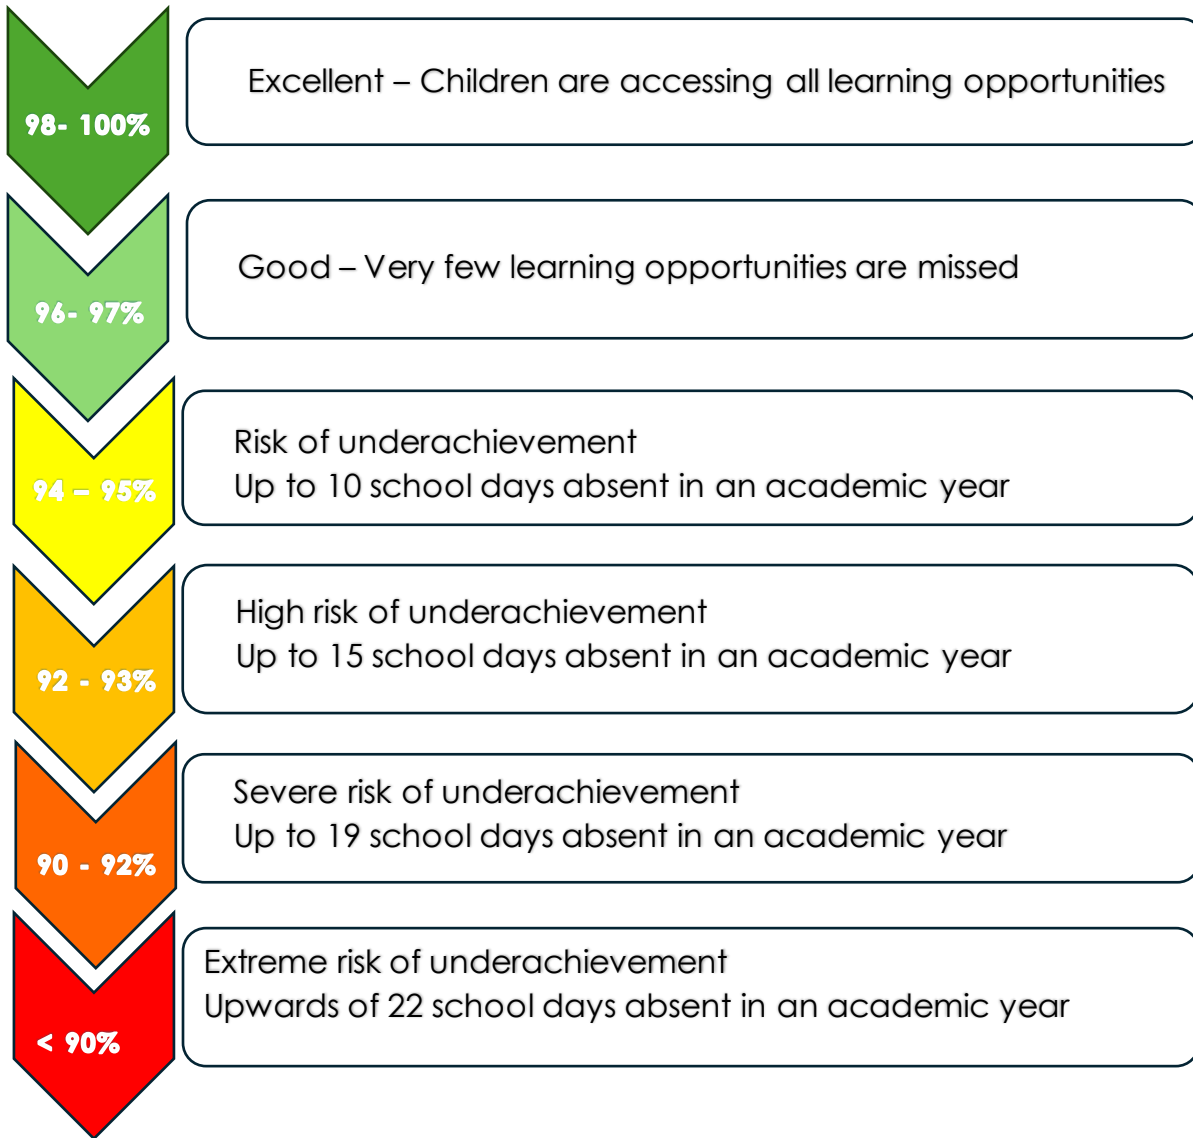 98- 100%
Excellent – Children are accessing all learning opportunities
96- 97%
Good – Very few learning opportunities are missed
94 – 95%
Risk of underachievement
Up to 10 school days absent in an academic year
92 - 93%
High risk of underachievement
Up to 15 school days absent in an academic year
90 - 92%
Severe risk of underachievement
Up to 19 school days absent in an academic year
< 90%
Extreme risk of underachievement
Upwards of 22 school days absent in an academic year